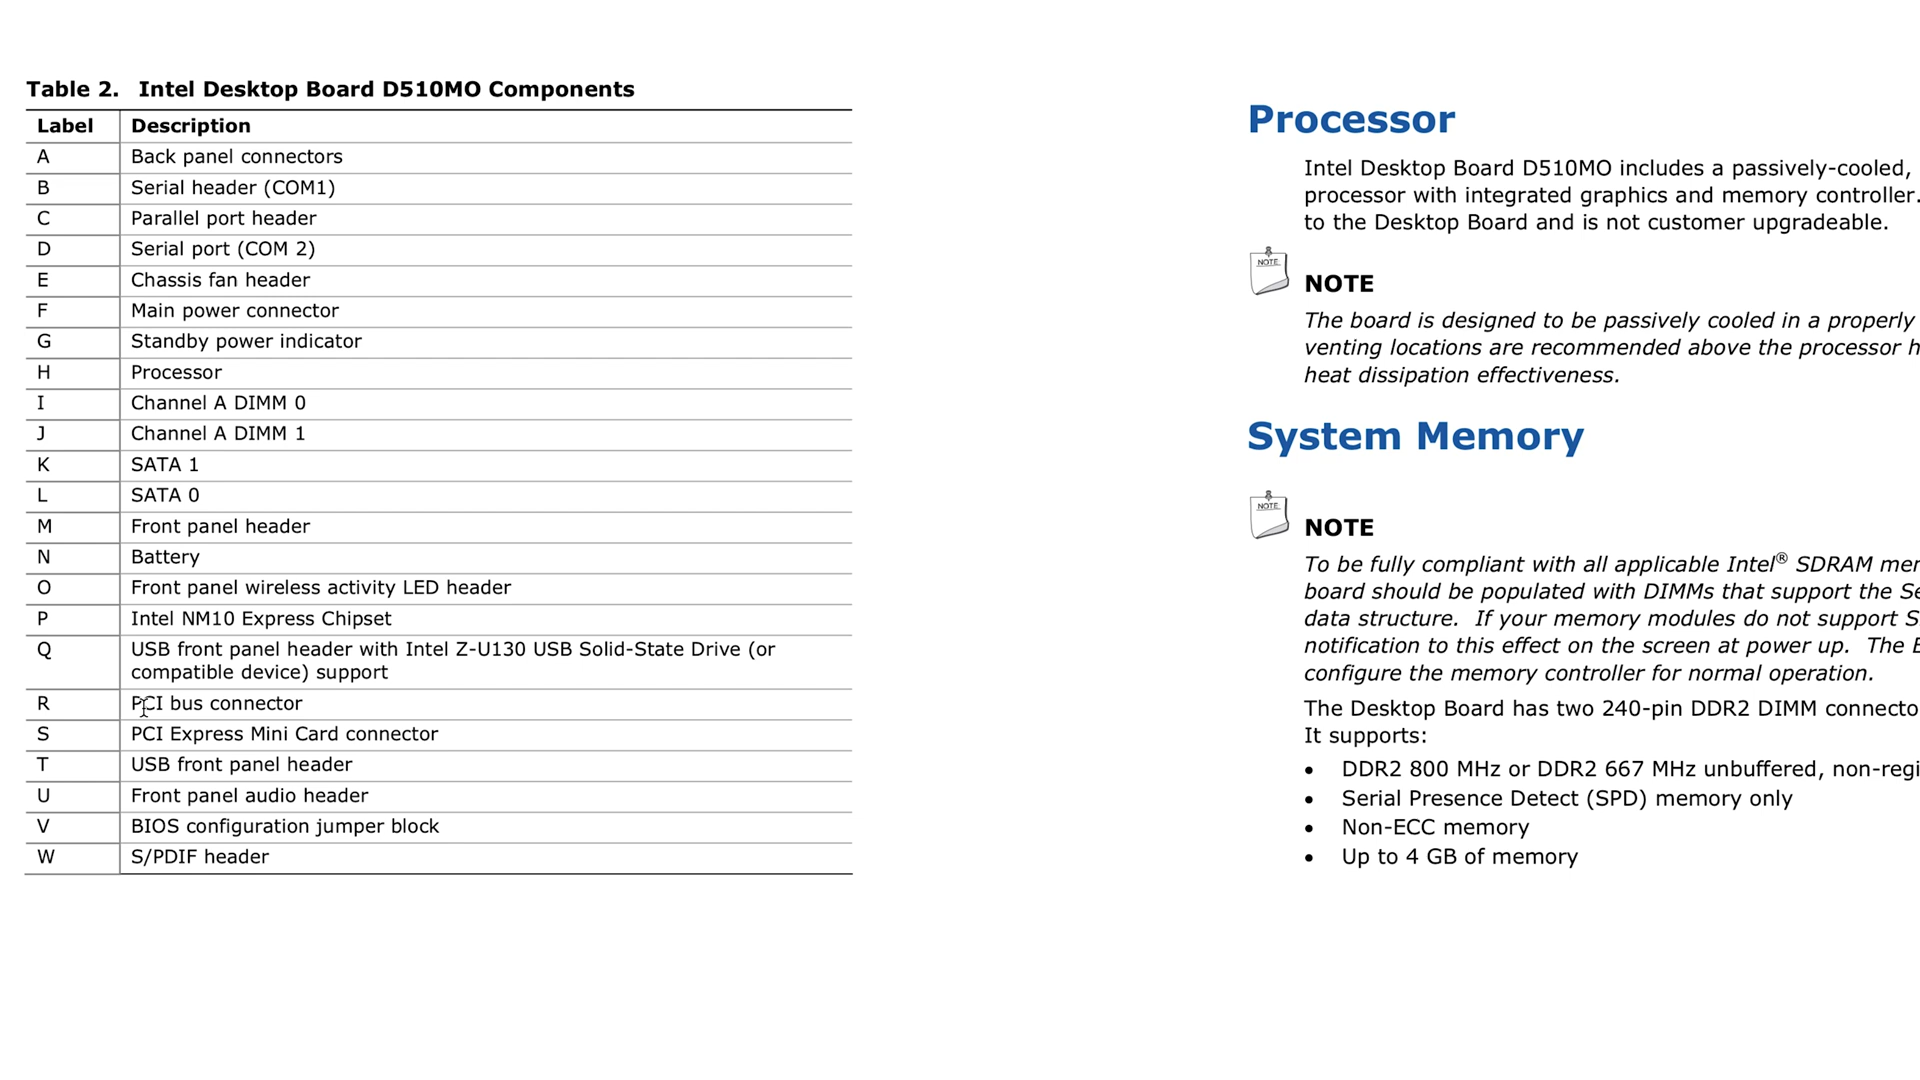 Table 2. Intel Desktop Board D510MO Components
Label Description
A Back panel connectors
B Serial header (COM1)
C Parallel port header
D Serial port (COM 2)
E Chassis fan header
F Main power connector
G Standby power indicator
H Processor
I Channel A DIMM 0
J Channel A DIMM 1
K SATA 1
L SATA 0
M Front panel header
N Battery
O Front panel wireless activity LED header
P Intel NM10 Express Chipset
Q USB front panel header with Intel Z-U130 USB Solid-State Drive (or
compatible device) support
R PCI bus connector
S PCI Express Mini Card connector
T USB front panel header
U Front panel audio header
V BIOS configuration jumper block
W S/PDIF header
Processor
Intel Desktop Board D510MO includes a passively-cooled,
processor with integrated graphics and memory controller.
to the Desktop Board and is not customer upgradeable.
NOTE
NOTE
The board is designed to be passively cooled in a properly
venting locations are recommended above the processor
heat dissipation effectiveness.
System Memory
NOTE
NOTE
To be fully compliant with all applicable Intel® SDRAM
board should be populated with DIMMs that support the
data structure. If your memory modules do not support
notification to this effect on the screen at power up. The
configure the memory controller for normal operation.
The Desktop Board has two 240-pin DDR2 DIMM
It supports:
• DDR2 800 MHz or DDR2 667 MHz unbuffered,
• Serial Presence Detect (SPD) memory only
• Non-ECC memory
• Up to 4 GB of memory